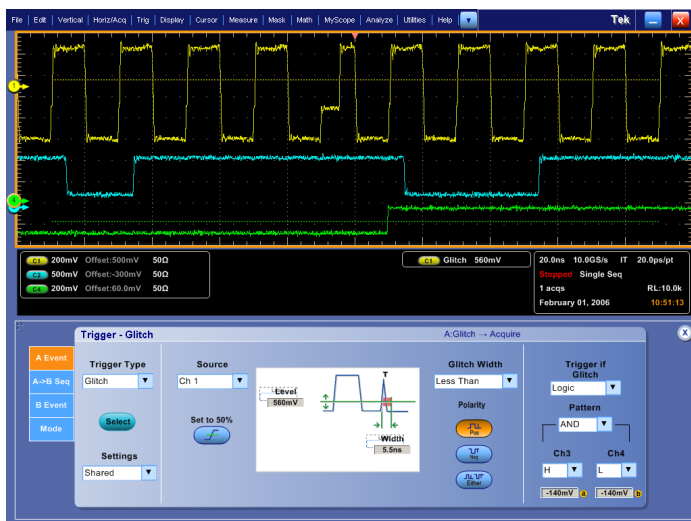 File | Edit | Vertical | Horiz/Acq | Trig | Display | Cursor | Measure | Mask | Math | MyScope | Analyze | Utilities | Help | Tek X
1
4
C1 200mV Offset:500mV 50Ω
C3 500mV Offset:-300mV 50Ω
C4 200mV Offset:60.0mV 50Ω
C1 Glitch 560mV
20.0ns 10.0GS/s IT 20.0ps/pt
Stopped Single Seq
1 acqs RL:10.0k
February 01, 2006 10:51:13
Trigger - Glitch A:Glitch → Acquire X
A Event
A->B Seq
B Event
Mode
Trigger Type
Glitch
Select
Settings
Shared
Source
Ch 1
Set to 50%
Level
560mV
T
Width
5.5ns
Glitch Width
Less Than
Polarity
Pos
Neg
Either
Trigger if
Glitch
Logic
Pattern
AND
Ch3 Ch4
H L
-140mV a -140mV b